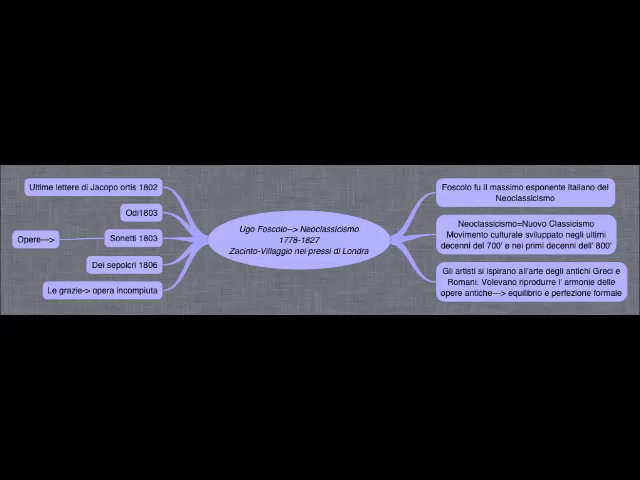 Ultime lettere di Jacopo ortis 1802
Odi1803
Opere--->
Sonetti 1803
Dei sepolcri 1806
Le grazie-> opera incompiuta
Ugo Foscolo--> Neoclassicismo
1778-1827
Zacinto-Villaggio nei pressi di Londra
Foscolo fu il massimo esponente italiano del
Neoclassicismo
Neoclassicismo=Nuovo Classicismo
Movimento culturale sviluppato negli ultimi
decenni del 700' e nei primi decenni dell' 800'
Gli artisti si ispirano all'arte degli antichi Greci e
Romani. Volevano riprodurre l' armonie delle
opere antiche---> equilibrio e perfezione formale